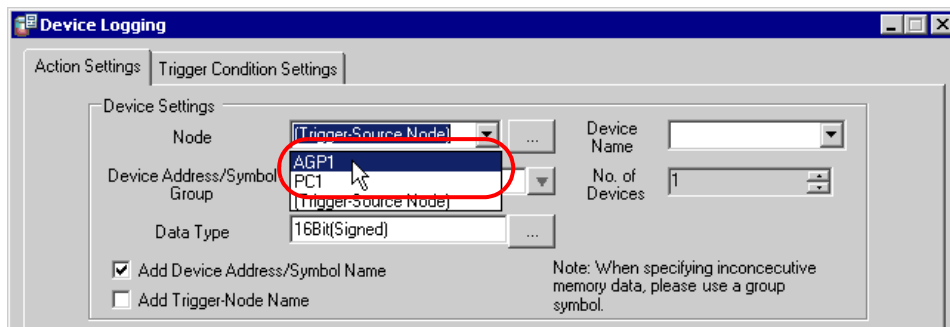 Device Logging
Action Settings
Trigger Condition Settings
Device Settings
Node
(Trigger-Source Node)
...
Device
Name
AGP1
Device Address/Symbol
Group
PC1
(Trigger-Source Node)
No. of
Devices
1
Data Type
16Bit(Signed)
...
Add Device Address/Symbol Name
Add Trigger-Node Name
Note: When specifying inconcecutive
memory data, please use a group
symbol.